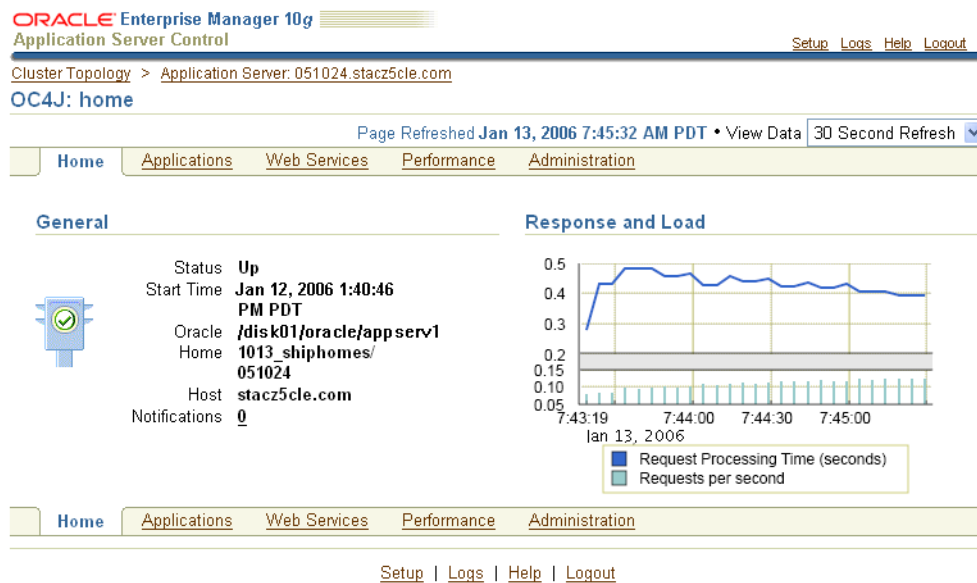 ORACLE Enterprise Manager 10g
Application Server Control
Setup Logs Help Logout
Cluster Topology > Application Server: 051024.stacz5cle.com
OC4J: home
Page Refreshed Jan 13, 2006 7:45:32 AM PDT • View Data 30 Second Refresh
Home Applications Web Services Performance Administration
General
Status Up
Start Time Jan 12, 2006 1:40:46
PM PDT
Oracle /disk01/oracle/appserv1
Home 1013_shiphomes/
051024
Host stacz5cle.com
Notifications 0
Response and Load
0.5
0.4
0.3
0.2
0.15
0.10
0.05
7:43:19 7:44:00 7:44:30 7:45:00
Jan 13, 2006
Request Processing Time (seconds)
Requests per second
Home Applications Web Services Performance Administration
Setup | Logs | Help | Logout